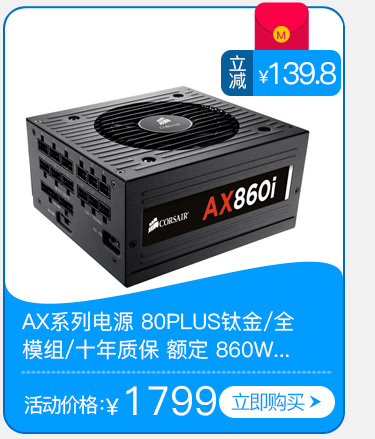 M
立减 ¥139.8
CORSAIR
AX860i
CORSAIR
AX系列电源 80PLUS钛金/全
模组/十年质保 额定 860W...
活动价格:¥1799 立即购买